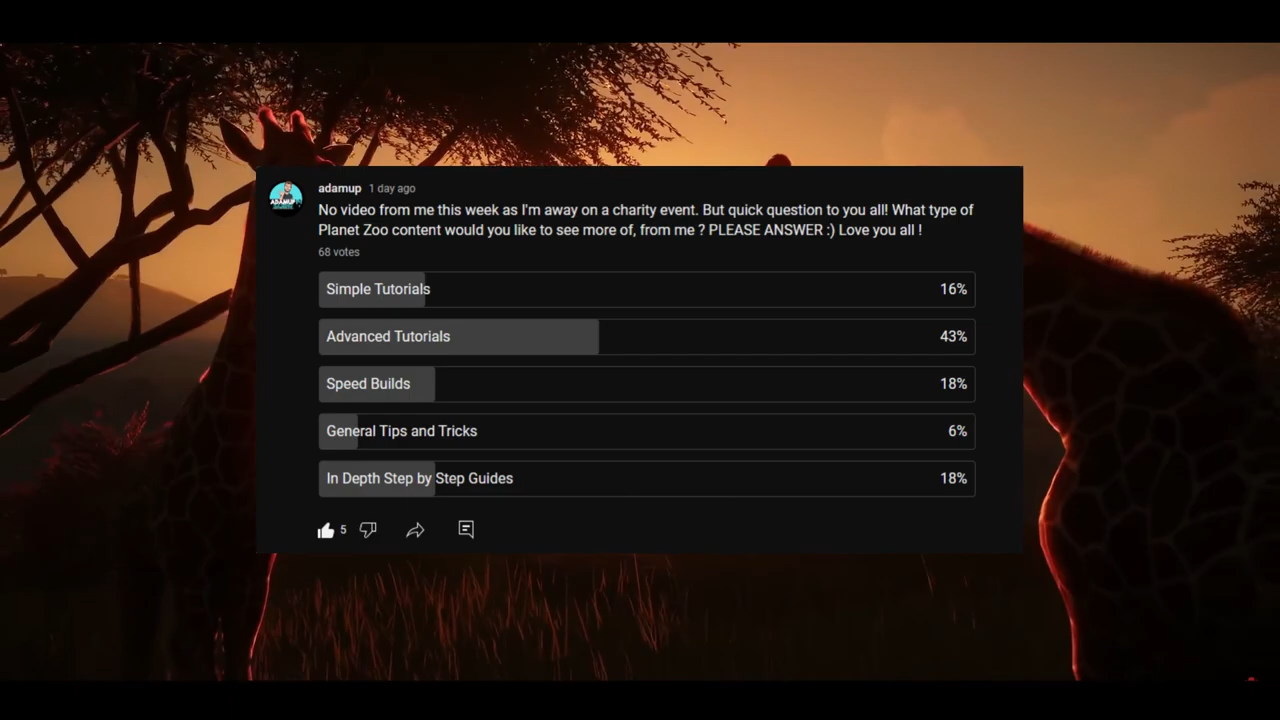 adamup 1 day ago
No video from me this week as I'm away on a charity event. But quick question to you all! What type of
Planet Zoo content would you like to see more of, from me ? PLEASE ANSWER :) Love you all !
68 votes
Simple Tutorials 16%
Advanced Tutorials 43%
Speed Builds 18%
General Tips and Tricks 6%
In Depth Step by Step Guides 18%
5
ADAMUP